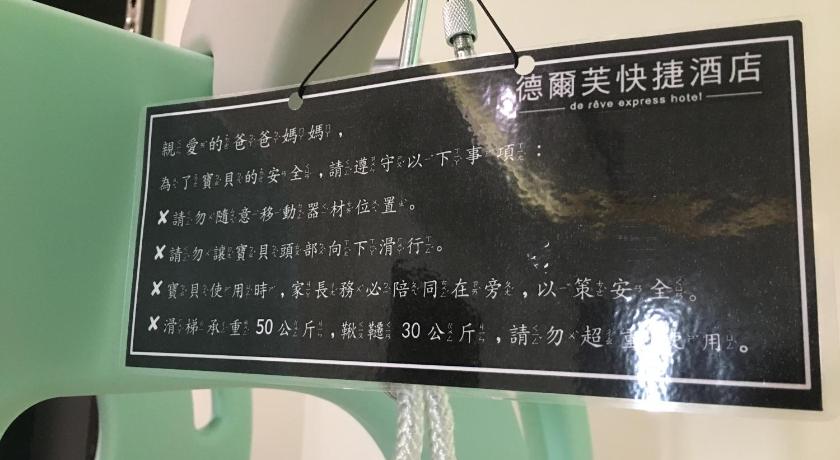 德爾芙快捷酒店
de rêve express hotel
親愛的爸爸媽媽，
為了寶貝的安全，請遵守以下事項：
✘請勿隨意移動器材位置。
✘請勿讓寶貝頭部向下滑行。
✘寶貝使用時，家長務必陪同在旁，以策安全。
✘滑梯承重50公斤，鞦韆30公斤，請勿超重使用。